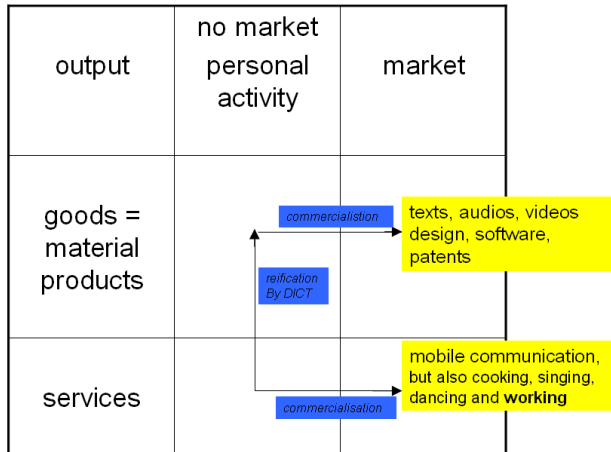 output
no market
personal
activity
market
goods =
material
products
commercialistion
texts, audios, videos
design, software,
patents
reification
By DICT
services
commercialisation
mobile communication,
but also cooking, singing,
dancing and working